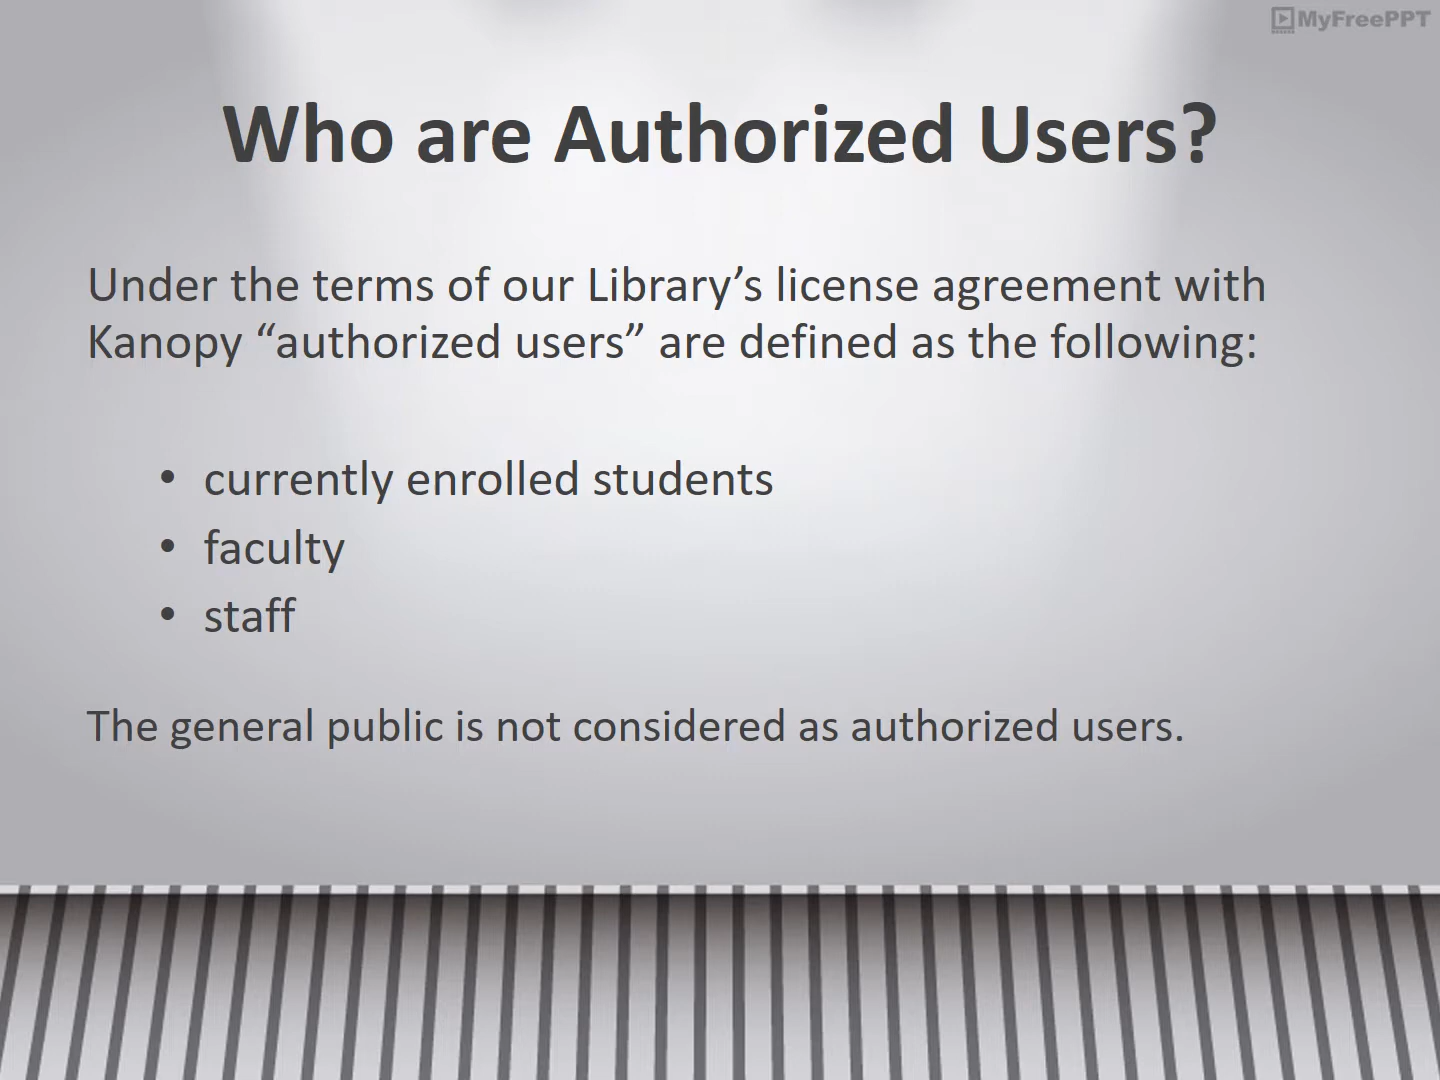 MyFreePPT
Who are Authorized Users?
Under the terms of our Library’s license agreement with
Kanopy “authorized users” are defined as the following:
• currently enrolled students
• faculty
• staff
The general public is not considered as authorized users.